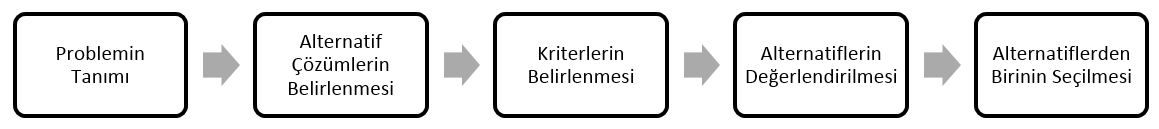 Problemin
Tanımı
Alternatif
Çözümlerin
Belirlenmesi
Kriterlerin
Belirlenmesi
Alternatiflerin
Değerlendirilmesi
Alternatiflerden
Birinin Seçilmesi